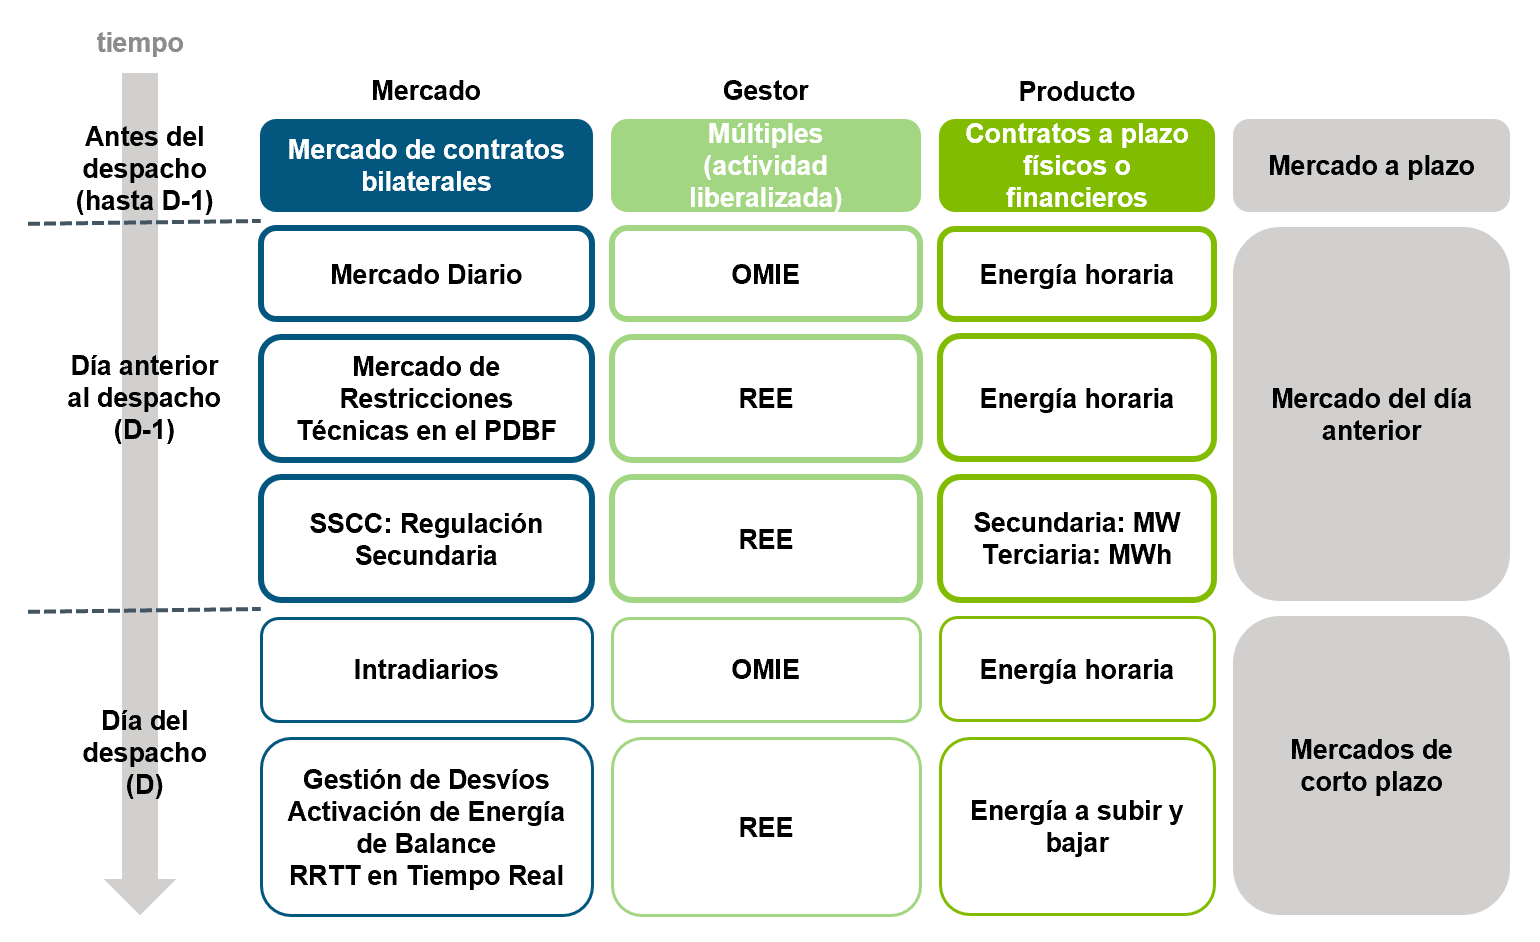 tiempo
Mercado
Gestor
Producto
Antes del
despacho
(hasta D-1)
Mercado de contratos
bilaterales
Múltiples
(actividad
liberalizada)
Contratos a plazo
físicos o
financieros
Mercado a plazo
Día anterior
al despacho
(D-1)
Mercado Diario
OMIE
Energía horaria
Mercado de
Restricciones
Técnicas en el PDBF
REE
Energía horaria
SSCC: Regulación
Secundaria
REE
Secundaria: MW
Terciaria: MWh
Mercado del día
anterior
Día del
despacho
(D)
Intradiarios
OMIE
Energía horaria
Gestión de Desvíos
Activación de Energía
de Balance
RRTT en Tiempo Real
REE
Energía a subir y
bajar
Mercados de
corto plazo